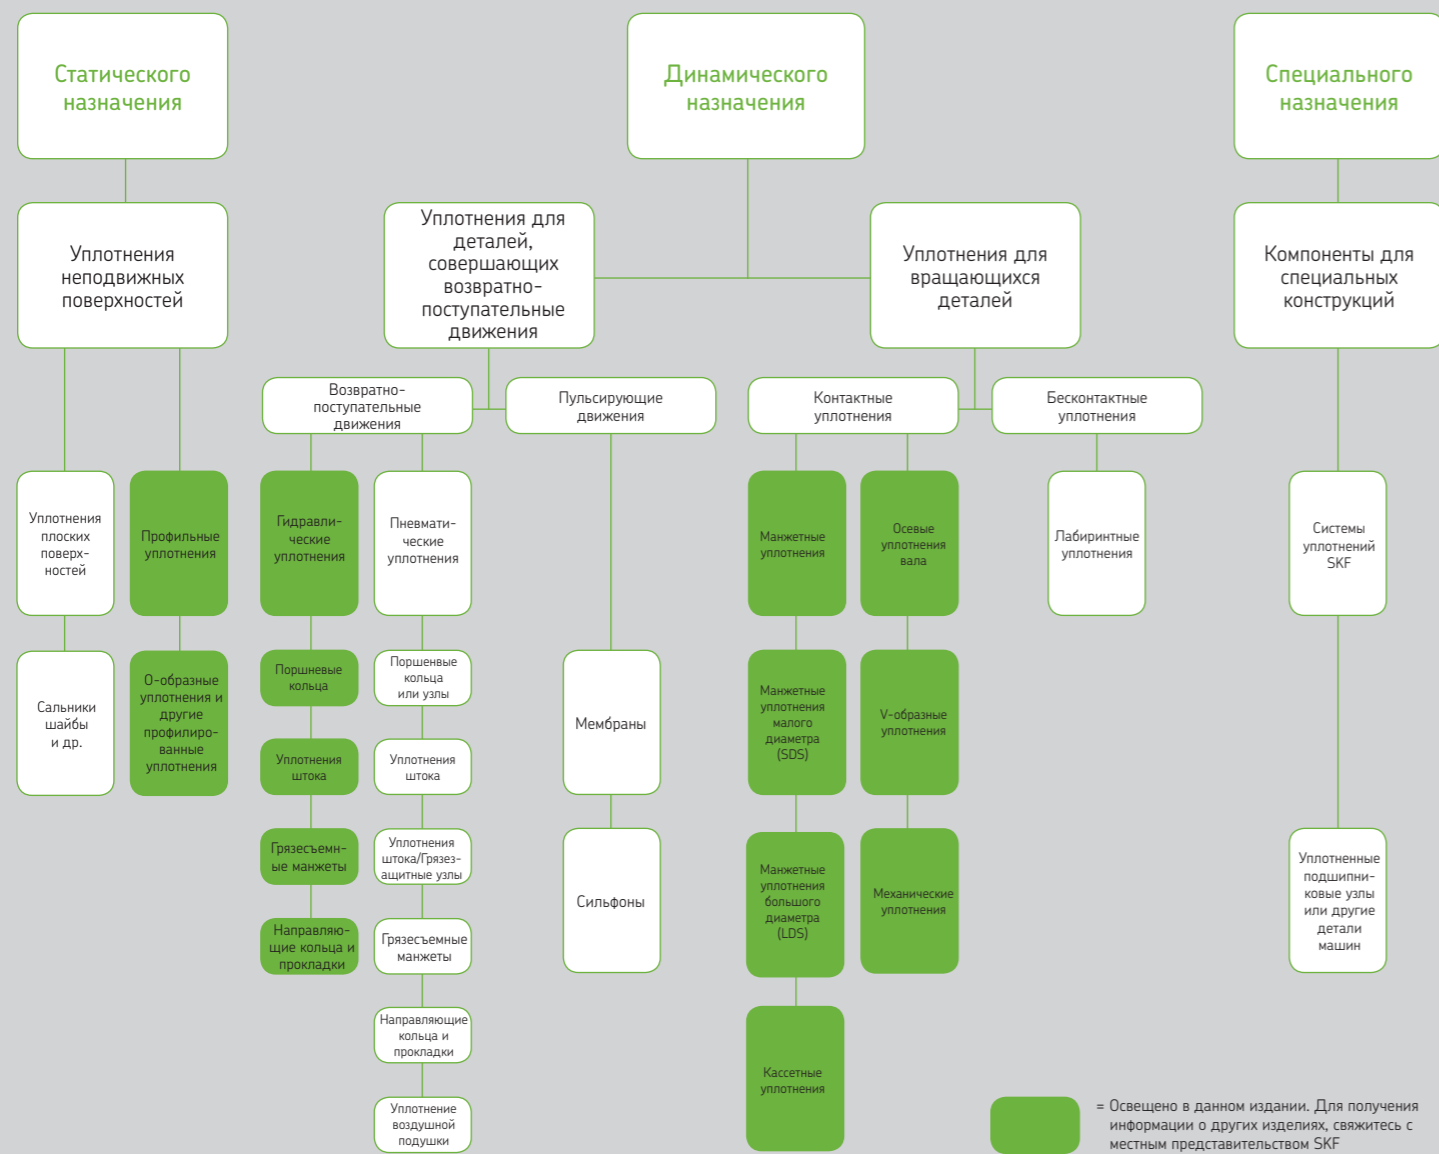 Статического
назначения
Динамического
назначения
Специального
назначения
Уплотнения
неподвижных
поверхностей
Уплотнения для
деталей,
совершающих
возвратно-
поступательные
движения
Уплотнения для
вращающихся
деталей
Компоненты для
специальных
конструкций
Возвратно-
поступательные
движения
Пульсирующие
движения
Контактные
уплотнения
Бесконтактные
уплотнения
Уплотнения
плоских
поверх-
ностей
Профильные
уплотнения
Гидравли-
ческие
уплотнения
Пневмати-
ческие
уплотнения
Манжетные
уплотнения
Осевые
уплотнения
вала
Лабиринтные
уплотнения
Системы
уплотнений
SKF
Сальники
шайбы
и др.
О-образные
уплотнения и
другие
профилиро-
ванные
уплотнения
Поршневые
кольца
Поршенвые
кольца
или узлы
Мембраны
Манжетные
уплотнения
малого
диаметра
(SDS)
V-образные
уплотнения
Уплотнения
штока
Уплотнения
штока
Грязесъемн-
ые манжеты
Уплотнения
штока/Грязез-
ащитные узлы
Сильфоны
Манжетные
уплотнения
большого
диаметра
(LDS)
Механические
уплотнения
Уплотненные
подшипни-
ковые узлы
или другие
детали
машин
Направляю-
щие кольца и
прокладки
Грязесъемные
манжеты
Направляющие
кольца и
прокладки
Кассетные
уплотнения
Уплотнение
воздушной
подушки
= Освещено в данном издании. Для получения
информации о других изделиях, свяжитесь с
местным представительством SKF